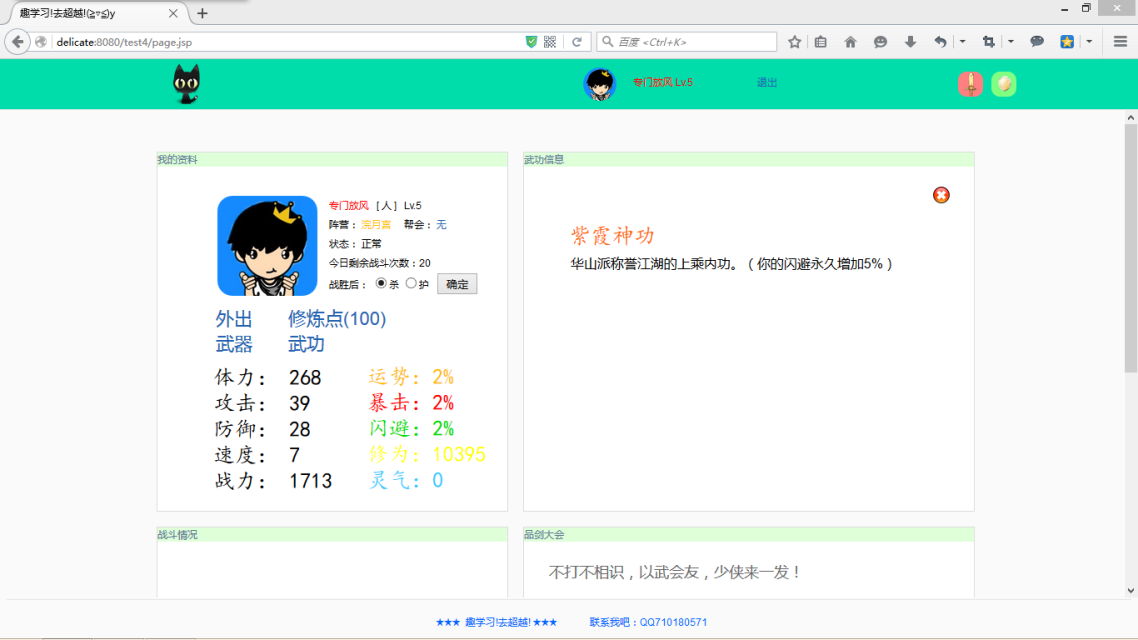 趣学习!去超越!(≧▽≦)y
delicate:8080/test4/page.jsp
百度 <Ctrl+K>
专门放风 Lv.5
退出
我的资料
专门放风 [人] Lv.5
阵营：浣月宫 帮会：无
状态：正常
今日剩余战斗次数：20
战胜后： 杀 护 确定
外出 修炼点(100)
武器 武功
体力： 268 运势：2%
攻击： 39 暴击：2%
防御： 28 闪避：2%
速度： 7 修为：10395
战力： 1713 灵气：0
武功信息
紫霞神功
华山派称誉江湖的上乘内功。（你的闪避永久增加5%）
战斗情况
品剑大会
不打不相识，以武会友，少侠来一发！
★★★ 趣学习!去超越! ★★★ 联系我吧：QQ710180571